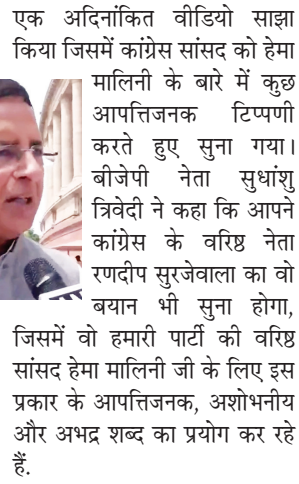 एक अदिनांकित वीडियो साझा
किया जिसमें कांग्रेस सांसद को हेमा
मालिनी के बारे में कुछ
आपत्तिजनक टिप्पणी
करते हुए सुना गया।
बीजेपी नेता सुधांशु
त्रिवेदी ने कहा कि आपने
कांग्रेस के वरिष्ठ नेता
रणदीप सुरजेवाला का वो
बयान भी सुना होगा,
जिसमें वो हमारी पार्टी की वरिष्ठ
सांसद हेमा मालिनी जी के लिए इस
प्रकार के आपत्तिजनक, अशोभनीय
और अभद्र शब्द का प्रयोग कर रहे
हैं.